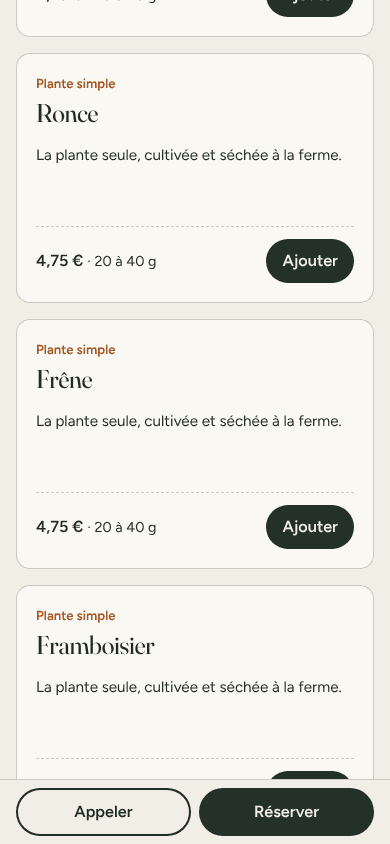 Plante simple
Ronce
La plante seule, cultivée et séchée à la ferme.
4,75 € · 20 à 40 g
Ajouter
Plante simple
Frêne
La plante seule, cultivée et séchée à la ferme.
4,75 € · 20 à 40 g
Ajouter
Plante simple
Framboisier
La plante seule, cultivée et séchée à la ferme.
Appeler
Réserver